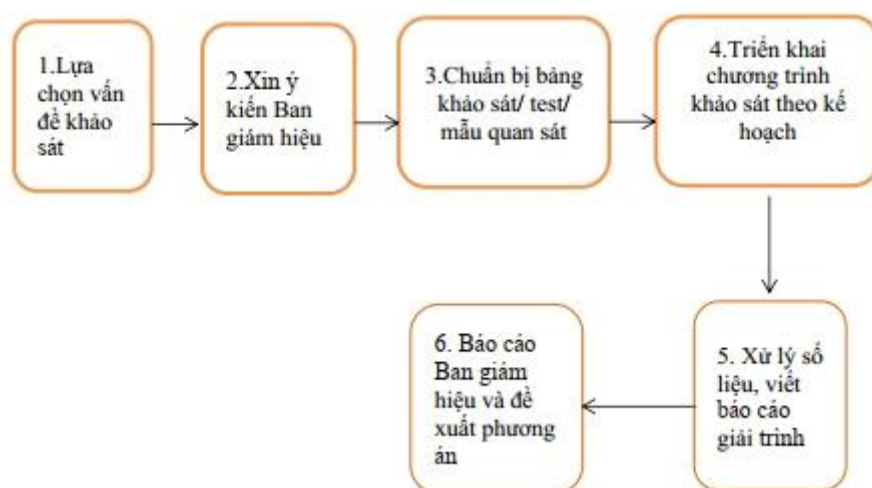 1.Lựa
chọn vấn
đề khảo
sát
2.Xin ý
kiến Ban
giám hiệu
3.Chuẩn bị bảng
khảo sát/ test/
mẫu quan sát
4.Triển khai
chương trình
khảo sát theo kế
hoạch
5. Xử lý số
liệu, viết
báo cáo
giải trình
6. Báo cáo
Ban giám
hiệu và đề
xuất phương
án